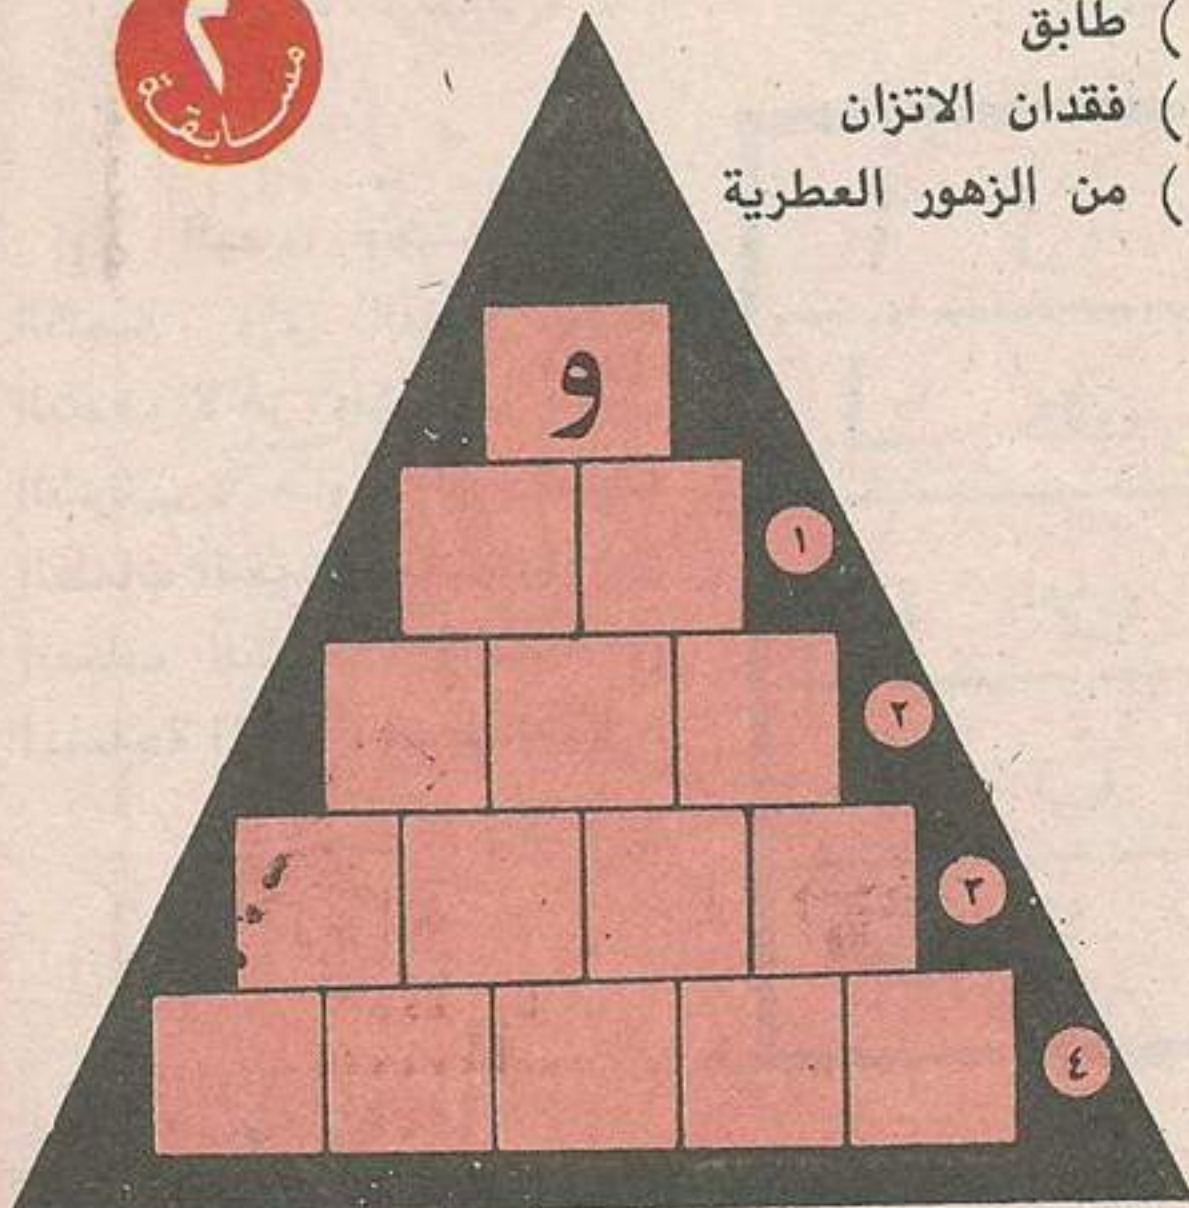 ٢
مسابقة
) طابق
) فقدان الاتزان
) من الزهور العطرية
و
١
٢
٣
٤